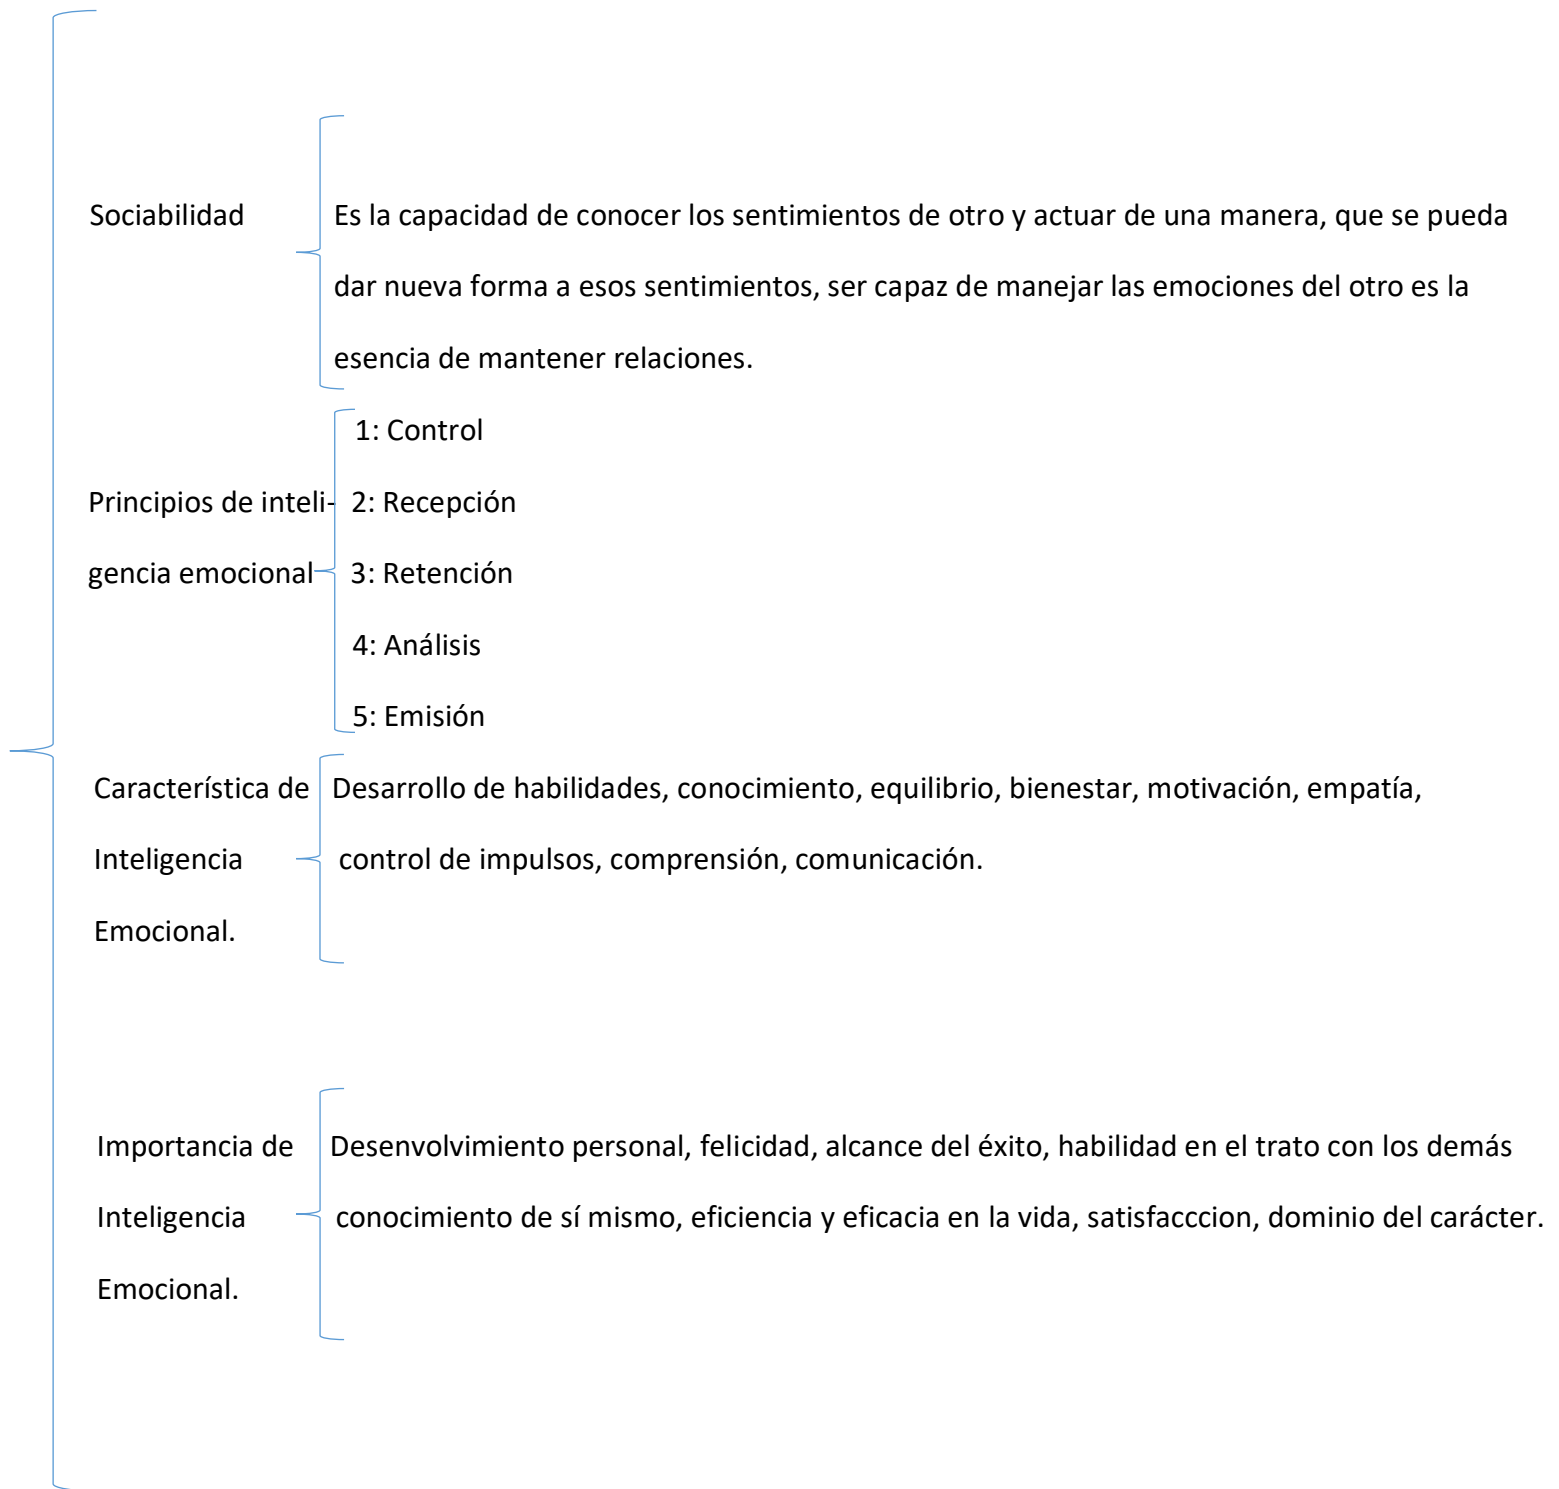 Sociabilidad Es la capacidad de conocer los sentimientos de otro y actuar de una manera, que se pueda
dar nueva forma a esos sentimientos, ser capaz de manejar las emociones del otro es la
esencia de mantener relaciones.
1: Control
Principios de inteli- 2: Recepción
gencia emocional 3: Retención
4: Análisis
5: Emisión
Característica de Desarrollo de habilidades, conocimiento, equilibrio, bienestar, motivación, empatía,
Inteligencia control de impulsos, comprensión, comunicación.
Emocional.
Importancia de Desenvolvimiento personal, felicidad, alcance del éxito, habilidad en el trato con los demás
Inteligencia conocimiento de sí mismo, eficiencia y eficacia en la vida, satisfacccion, dominio del carácter.
Emocional.